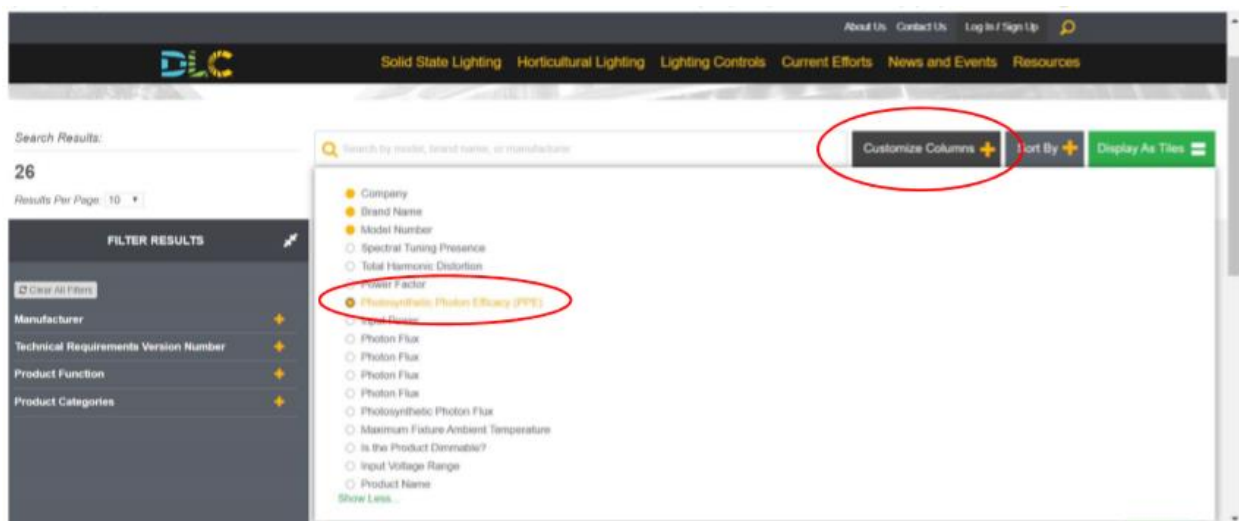 About Us Contact Us Log In / Sign Up
DLC
Solid State Lighting Horticultural Lighting Lighting Controls Current Efforts News and Events Resources
Search Results:
26
Results Per Page: 10
Search by model, brand name, or manufacturer
Customize Columns
Sort By
Display As Tiles
FILTER RESULTS
Clear All Filters
Manufacturer
Technical Requirements Version Number
Product Function
Product Categories
Company
Brand Name
Model Number
Spectral Tuning Presence
Total Harmonic Distortion
Power Factor
Photosynthetic Photon Efficacy (PPE)
Input Power
Photon Flux
Photon Flux
Photon Flux
Photon Flux
Photosynthetic Photon Flux
Maximum Fixture Ambient Temperature
Is the Product Dimmable?
Input Voltage Range
Product Name
Show Less...